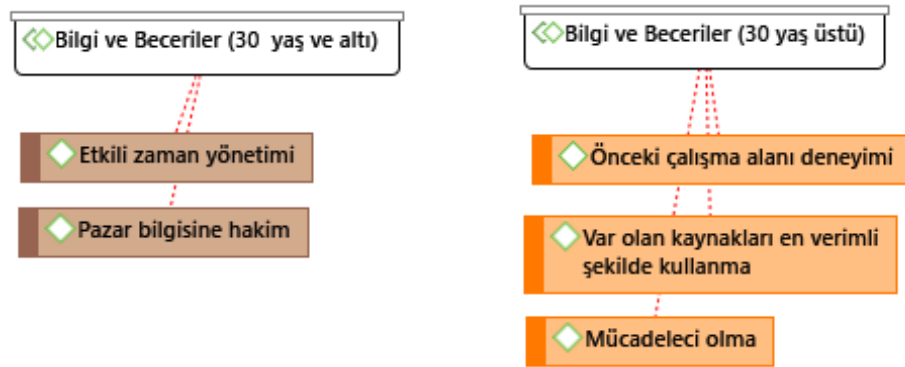 Bilgi ve Beceriler (30 yaş ve altı)
Etkili zaman yönetimi
Pazar bilgisine hakim
Bilgi ve Beceriler (30 yaş üstü)
Önceki çalışma alanı deneyimi
Var olan kaynakları en verimli
şekilde kullanma
Mücadeleci olma